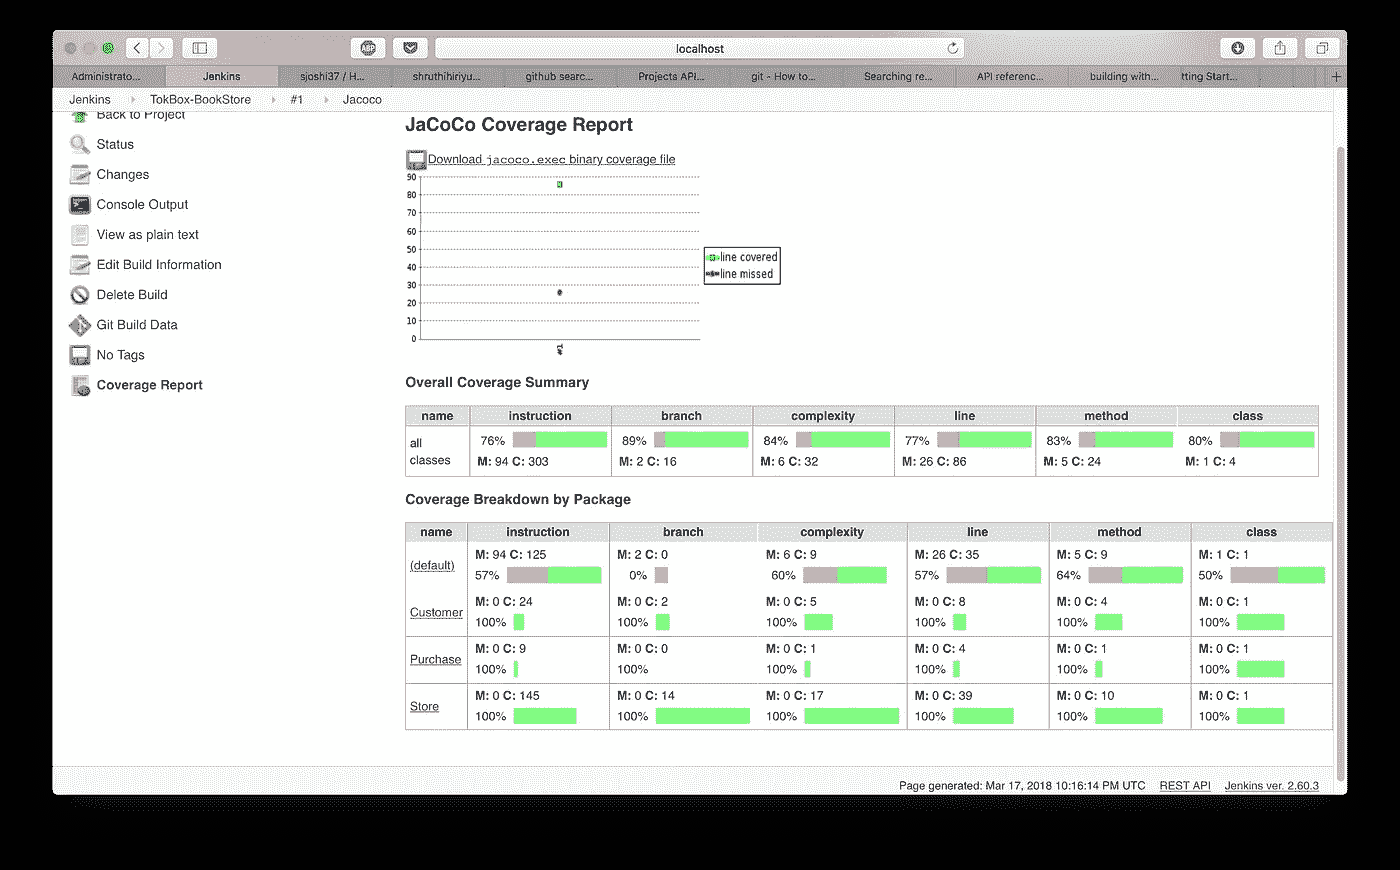 localhost
Administrato...
Jenkins
sjoshi37 / H...
shruthihiriyu...
github searc...
Projects API...
git - How to...
Searching re...
API referenc...
building with...
tting Start...
Jenkins TokBox-BookStore #1 Jacoco
Back to Project
Status
Changes
Console Output
View as plain text
Edit Build Information
Delete Build
Git Build Data
No Tags
Coverage Report
JaCoCo Coverage Report
Download jacoco.exec binary coverage file
90
80
70
60
50
40
30
20
10
0
#1
line covered
line missed
Overall Coverage Summary
name instruction branch complexity line method class
all classes
76% 89% 84% 77% 83% 80%
M: 94 C: 303 M: 2 C: 16 M: 6 C: 32 M: 26 C: 86 M: 5 C: 24 M: 1 C: 4
Coverage Breakdown by Package
name instruction branch complexity line method class
(default)
M: 94 C: 125 M: 2 C: 0 M: 6 C: 9 M: 26 C: 35 M: 5 C: 9 M: 1 C: 1
57% 0% 60% 57% 64% 50%
Customer
M: 0 C: 24 M: 0 C: 2 M: 0 C: 5 M: 0 C: 8 M: 0 C: 4 M: 0 C: 1
100% 100% 100% 100% 100% 100%
Purchase
M: 0 C: 9 M: 0 C: 0 M: 0 C: 1 M: 0 C: 4 M: 0 C: 1 M: 0 C: 1
100% 100% 100% 100% 100% 100%
Store
M: 0 C: 145 M: 0 C: 14 M: 0 C: 17 M: 0 C: 39 M: 0 C: 10 M: 0 C: 1
100% 100% 100% 100% 100% 100%
Page generated: Mar 17, 2018 10:16:14 PM UTC REST API Jenkins ver. 2.60.3